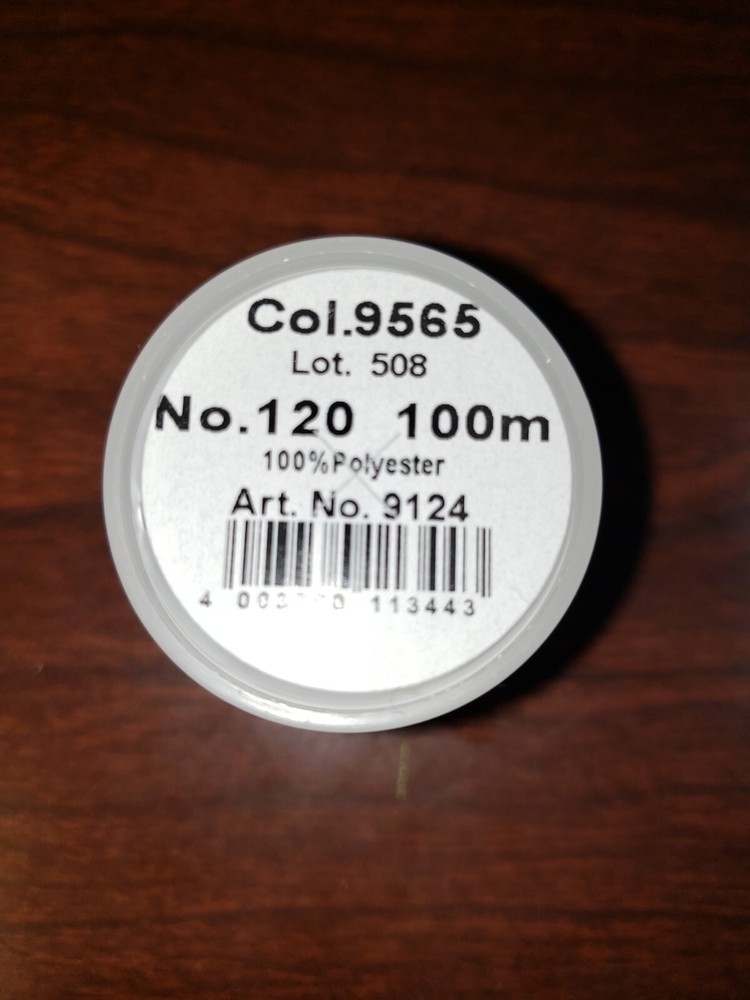 Col.9565
Lot. 508
No.120 100m
100%Polyester
Art. No. 9124
4 113443